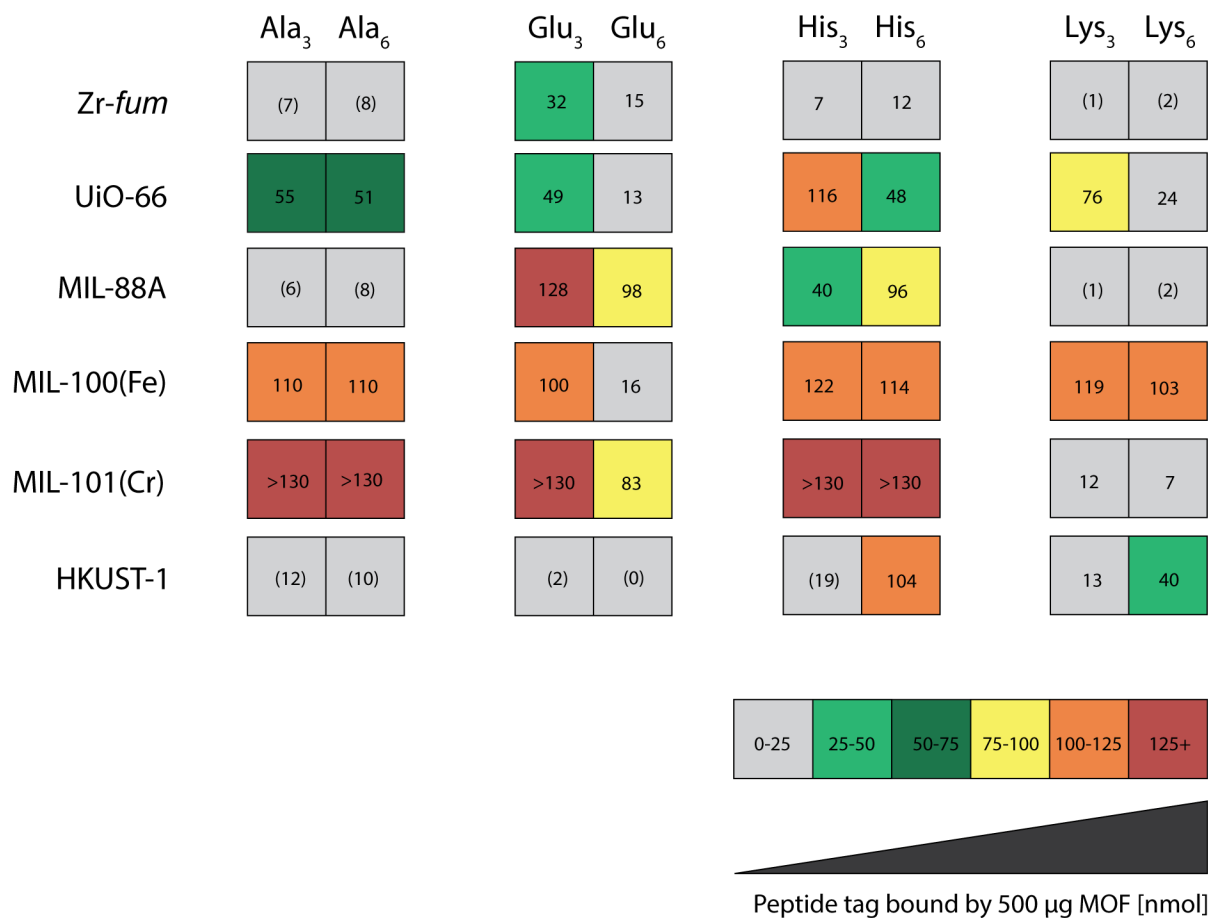 Ala3 Ala6 Glu3 Glu6 His3 His6 Lys3 Lys6
Zr-fum (7) (8) 32 15 7 12 (1) (2)
UiO-66 55 51 49 13 116 48 76 24
MIL-88A (6) (8) 128 98 40 96 (1) (2)
MIL-100(Fe) 110 110 100 16 122 114 119 103
MIL-101(Cr) >130 >130 >130 83 >130 >130 12 7
HKUST-1 (12) (10) (2) (0) (19) 104 13 40
0-25 25-50 50-75 75-100 100-125 125+
Peptide tag bound by 500 µg MOF [nmol]